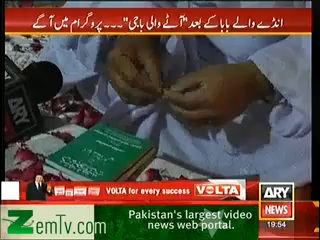 انڈے والے بابا کے بعد "آٹے والی باجی"۔۔۔پروگرام میں آگے
ARY
VOLTA for every success
VOLTA
ARY
NEWS
19:54
ZemTv.com
Pakistan's largest video
news web portal.